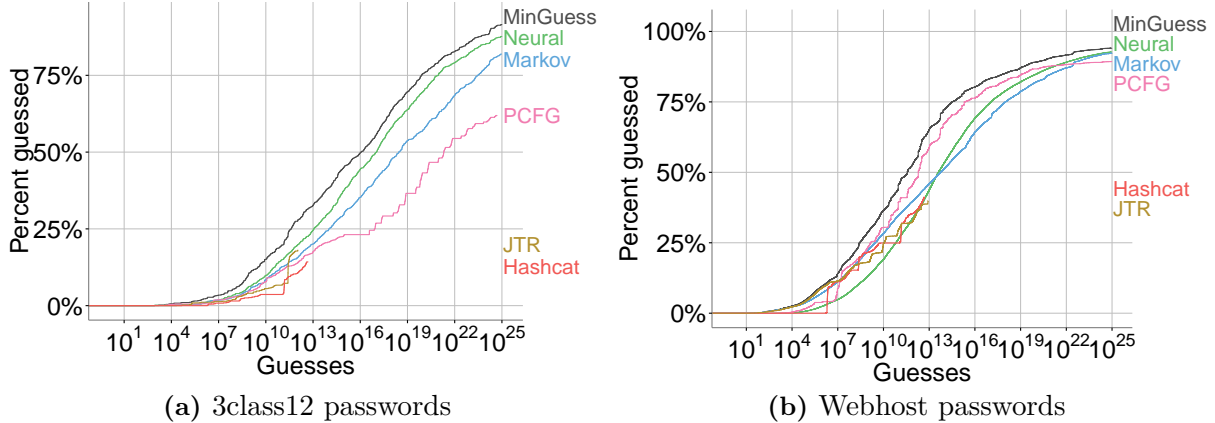 Percent guessed
75%
50%
25%
0%
10^1 10^4 10^7 10^10 10^13 10^16 10^19 10^22 10^25
Guesses
MinGuess
Neural
Markov
PCFG
JTR
Hashcat
(a) 3class12 passwords
Percent guessed
100%
75%
50%
25%
0%
10^1 10^4 10^7 10^10 10^13 10^16 10^19 10^22 10^25
Guesses
MinGuess
Neural
Markov
PCFG
Hashcat
JTR
(b) Webhost passwords